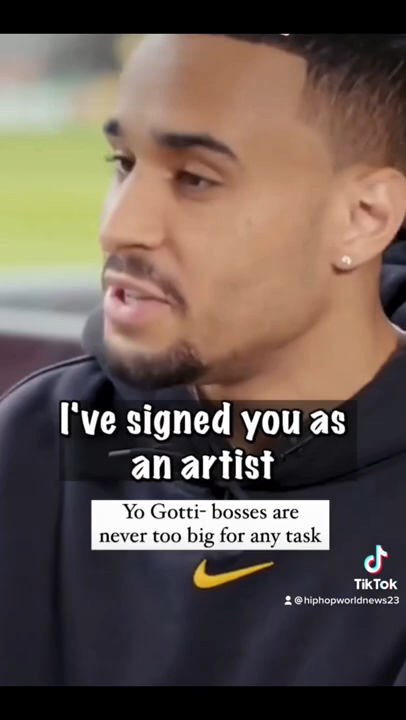 I've signed you as
an artist
Yo Gotti- bosses are
never too big for any task
TikTok
@hiphopworldnews23